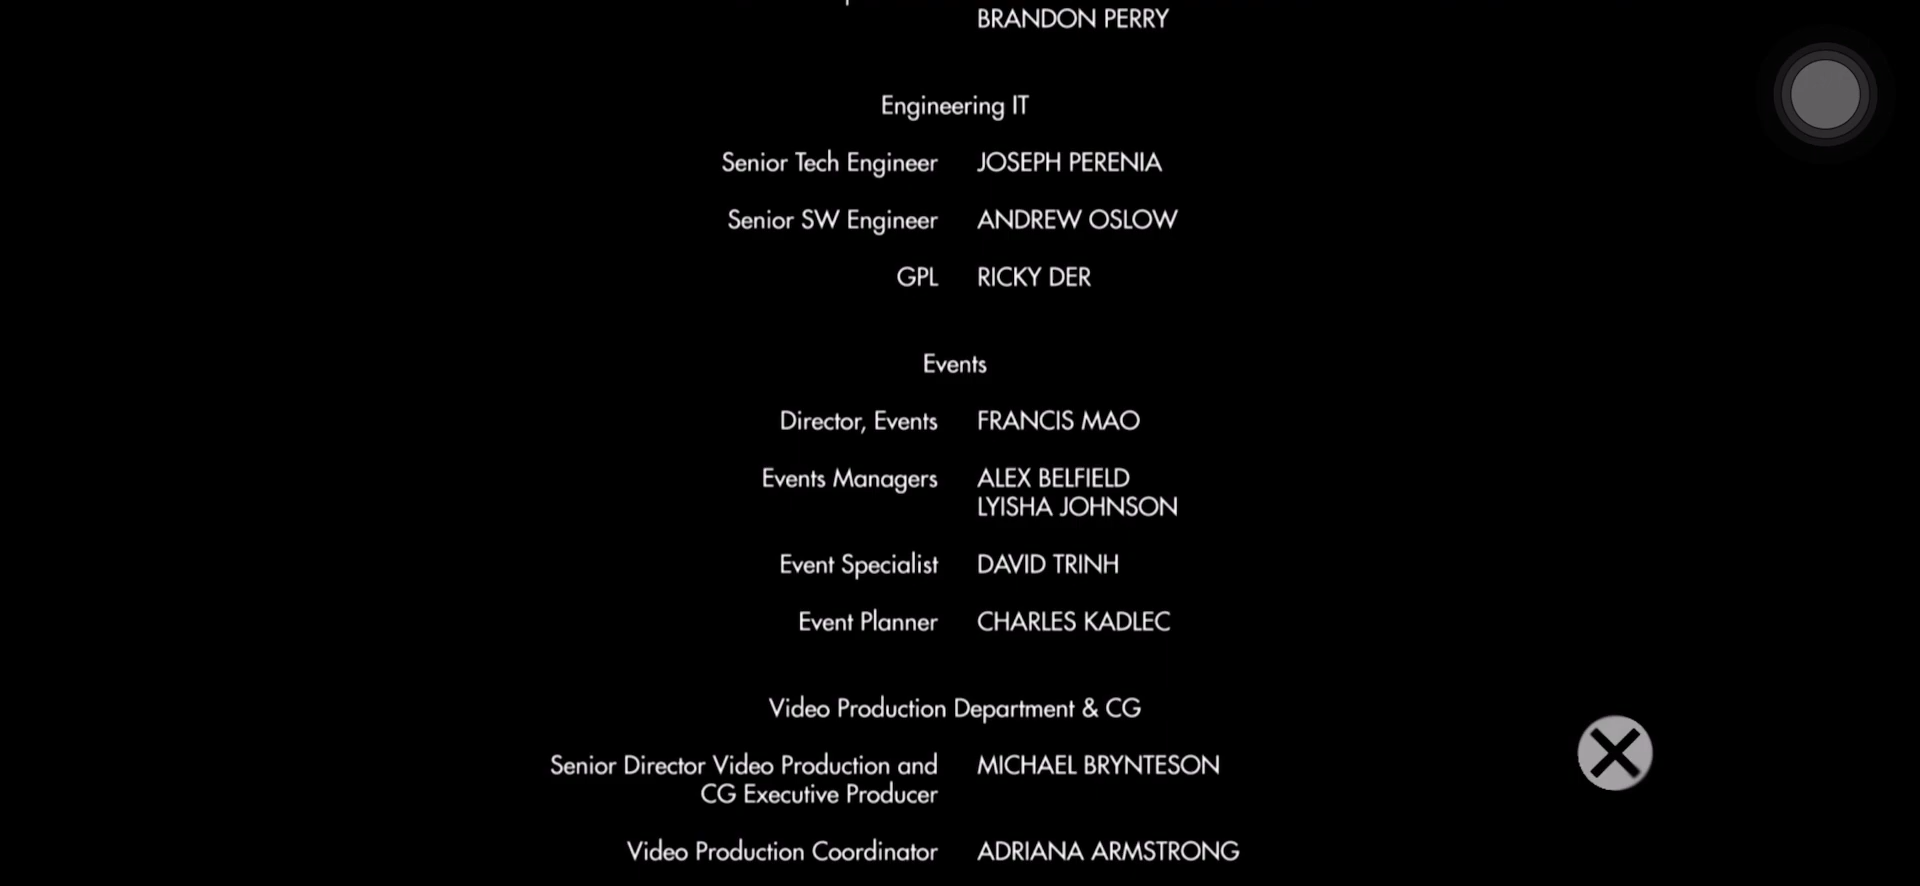 BRANDON PERRY
Engineering IT
Senior Tech Engineer JOSEPH PERENIA
Senior SW Engineer ANDREW OSLOW
GPL RICKY DER
Events
Director, Events FRANCIS MAO
Events Managers ALEX BELFIELD
LYISHA JOHNSON
Event Specialist DAVID TRINH
Event Planner CHARLES KADLEC
Video Production Department & CG
Senior Director Video Production and MICHAEL BRYNTESON
CG Executive Producer
Video Production Coordinator ADRIANA ARMSTRONG